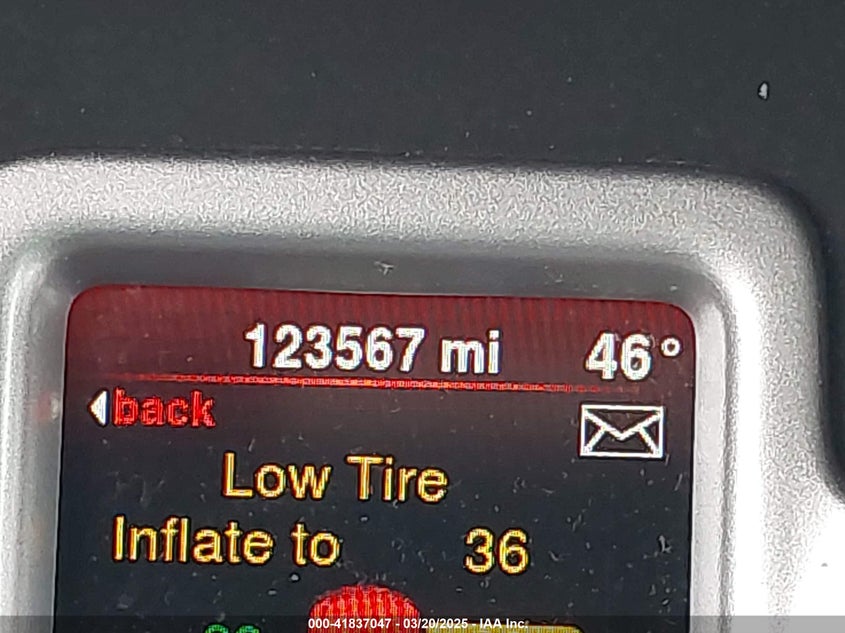 123567 mi 46°
back
Low Tire
Inflate to 36
000-41837047 - 03/20/2025 - IAA Inc.